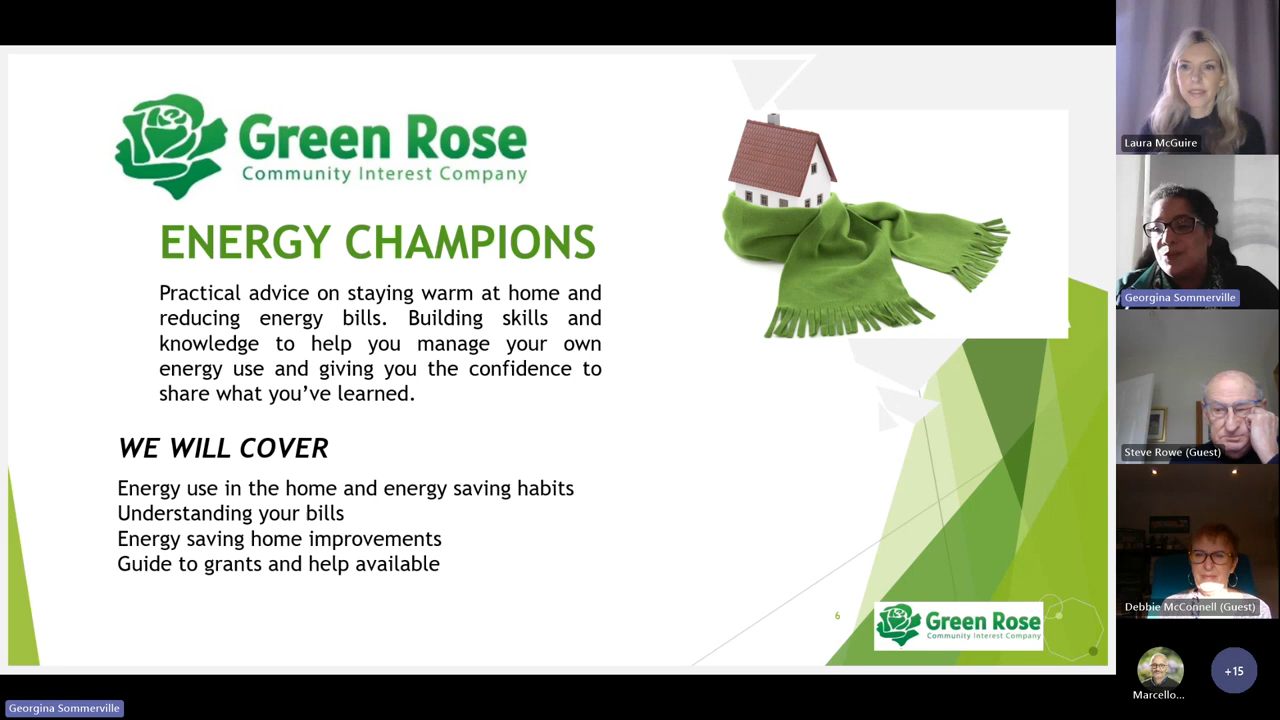 Green Rose
Community Interest Company
ENERGY CHAMPIONS
Practical advice on staying warm at home and
reducing energy bills. Building skills and
knowledge to help you manage your own
energy use and giving you the confidence to
share what you’ve learned.
WE WILL COVER
Energy use in the home and energy saving habits
Understanding your bills
Energy saving home improvements
Guide to grants and help available
6
Green Rose
Community Interest Company
Georgina Sommerville
Laura McGuire
Georgina Sommerville
Steve Rowe (Guest)
Debbie McConnell (Guest)
Marcello...
+15